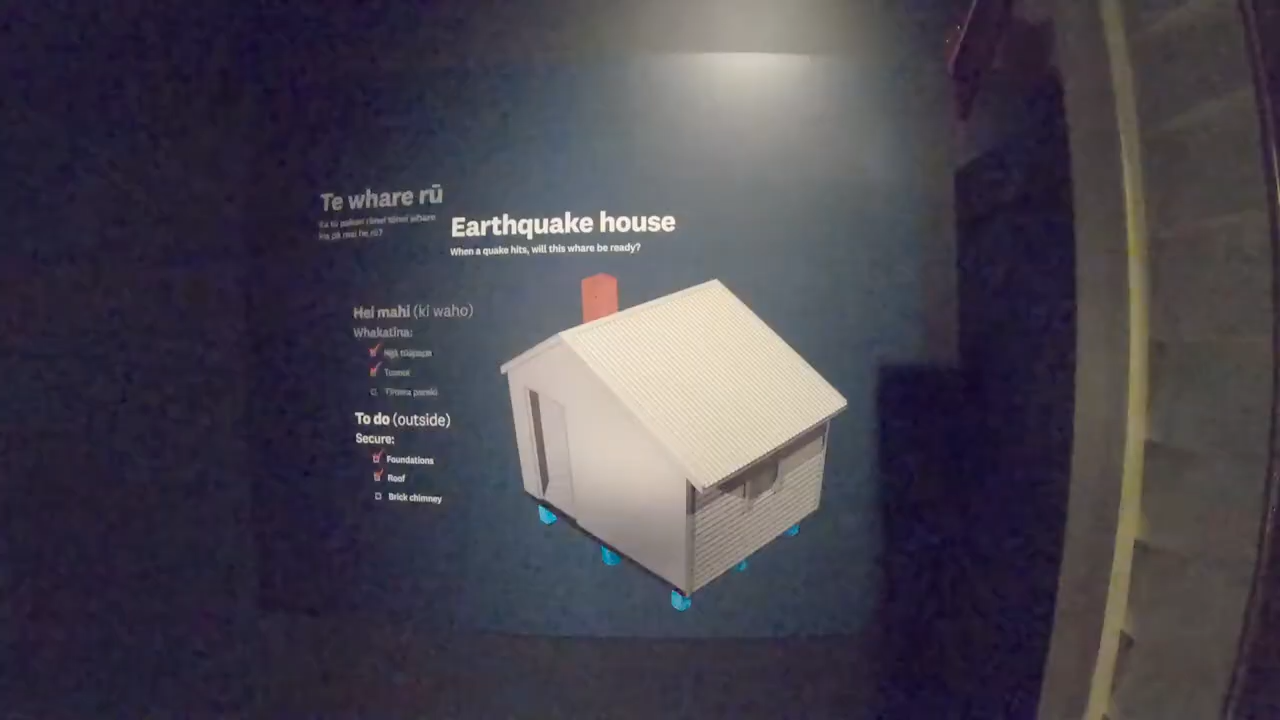 Te whare rū
Earthquake house
When a quake hits, will this whare be ready?
Hei mahi (ki waho)
Whakatīna:
To do (outside)
Secure:
Foundations
Roof
Brick chimney